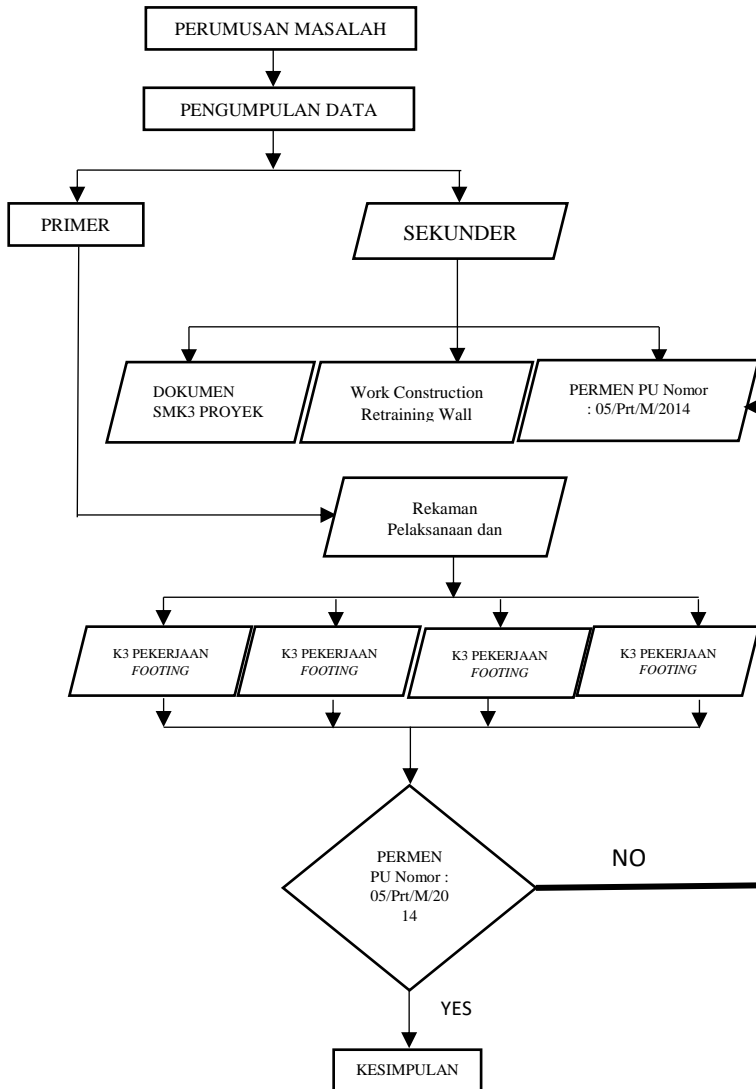 PERUMUSAN MASALAH
PENGUMPULAN DATA
PRIMER
SEKUNDER
DOKUMEN
SMK3 PROYEK
Work Construction
Retraining Wall
PERMEN PU Nomor
: 05/Prt/M/2014
Rekaman
Pelaksanaan dan
K3 PEKERJAAN
FOOTING
K3 PEKERJAAN
FOOTING
K3 PEKERJAAN
FOOTING
K3 PEKERJAAN
FOOTING
PERMEN
PU Nomor :
05/Prt/M/20
14
NO
YES
KESIMPULAN